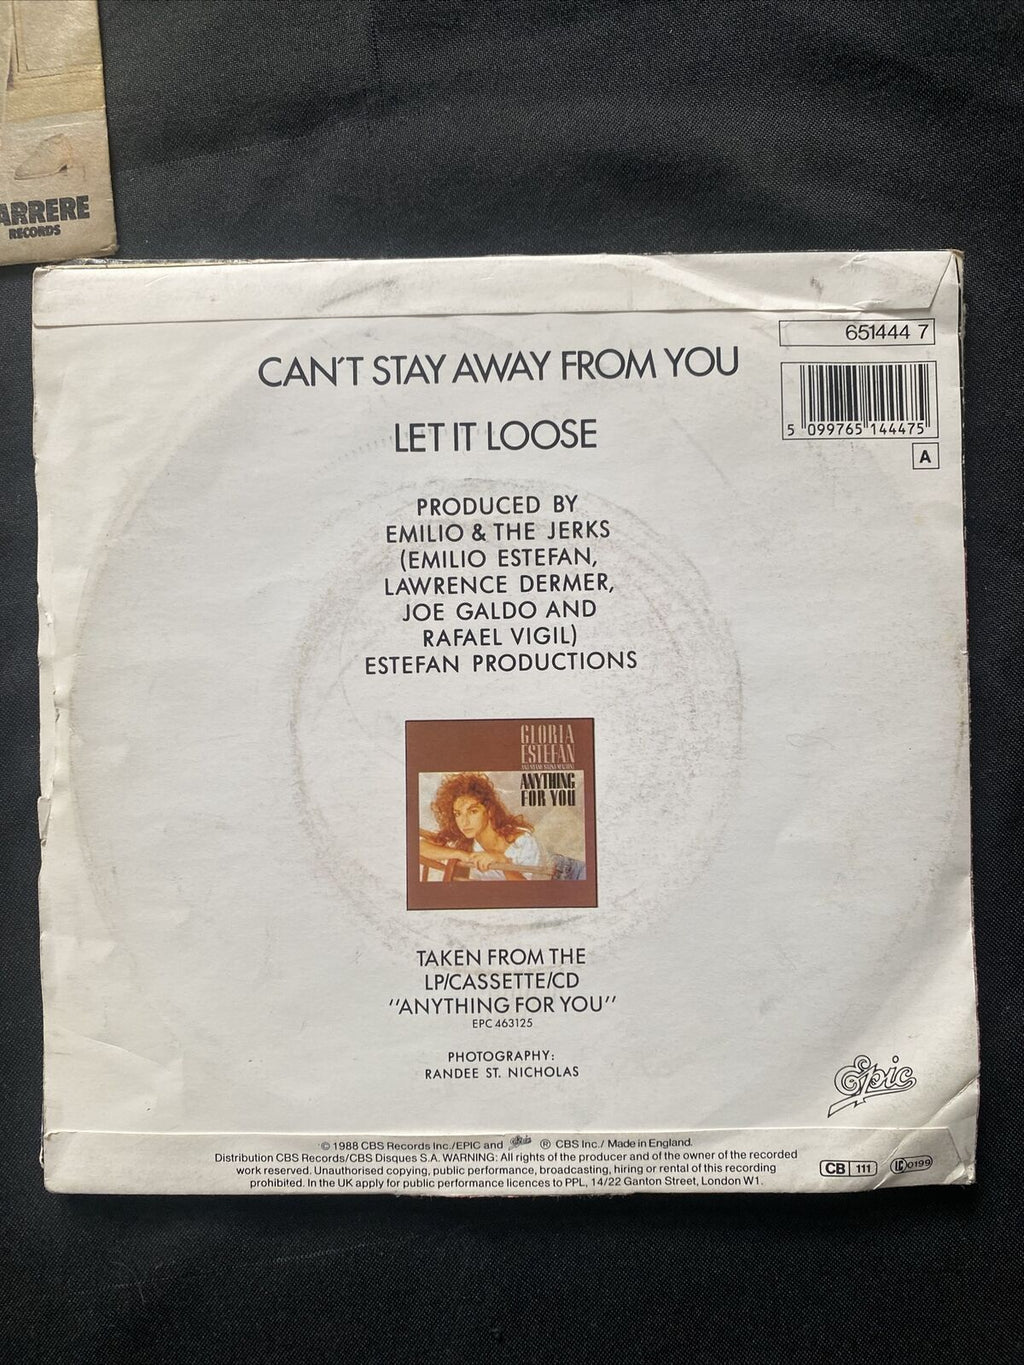 ARRERE
RECORDS
651444 7
5 099765 144475
A
CAN'T STAY AWAY FROM YOU
LET IT LOOSE
PRODUCED BY
EMILIO & THE JERKS
(EMILIO ESTEFAN,
LAWRENCE DERMER,
JOE GALDO AND
RAFAEL VIGIL)
ESTEFAN PRODUCTIONS
GLORIA
ESTEFAN
ANYTHING
FOR YOU
TAKEN FROM THE
LP/CASSETTE/CD
"ANYTHING FOR YOU"
EPC 463125
PHOTOGRAPHY:
RANDEE ST. NICHOLAS
Epic
© 1988 CBS Records Inc./EPIC and Epic ® CBS Inc./ Made in England.
Distribution CBS Records/CBS Disques S.A. WARNING: All rights of the producer and of the owner of the recorded
work reserved. Unauthorised copying, public performance, broadcasting, hiring or rental of this recording
prohibited. In the UK apply for public performance licences to PPL, 14/22 Ganton Street, London W1.
CB 111
LC 0199